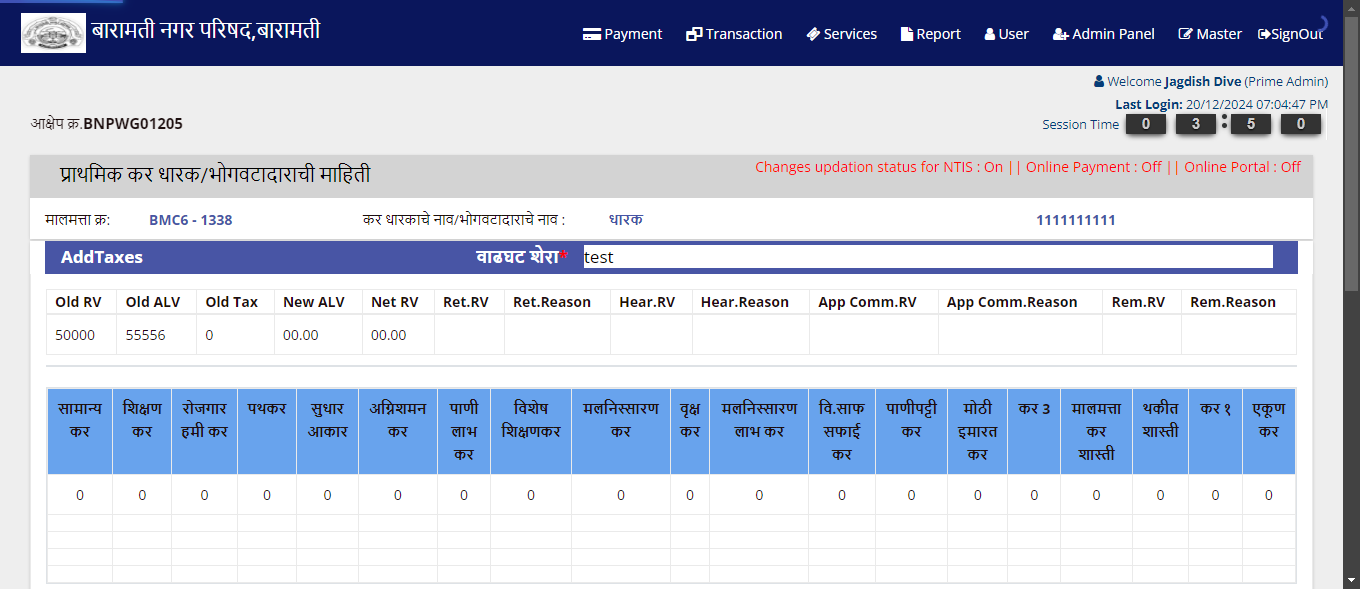 बारामती नगर परिषद,बारामती
Payment Transaction Services Report User Admin Panel Master SignOut
Welcome Jagdish Dive (Prime Admin)
Last Login: 20/12/2024 07:04:47 PM
आक्षेप क्र.BNPWG01205
Session Time 0 3 : 5 0
प्राथमिक कर धारक/भोगवटादाराची माहिती
Changes updation status for NTIS : On || Online Payment : Off || Online Portal : Off
मालमत्ता क्र: BMC6 - 1338 कर धारकाचे नाव/भोगवटादाराचे नाव : धारक 1111111111
AddTaxes वाढघट शेरा* test
Old RV Old ALV Old Tax New ALV Net RV Ret.RV Ret.Reason Hear.RV Hear.Reason App Comm.RV App Comm.Reason Rem.RV Rem.Reason
50000 55556 0 00.00 00.00
सामान्य शिक्षण रोजगार पथकर सुधार अग्निशमन पाणी विशेष मलनिस्सारण वृक्ष मलनिस्सारण वि.साफ पाणीपट्टी मोठी कर 3 मालमत्ता थकीत कर १ एकूण
कर कर हमी कर आकार कर लाभ शिक्षणकर कर कर लाभ कर सफाई कर इमारत कर शास्ती कर
कर कर कर शास्ती
0 0 0 0 0 0 0 0 0 0 0 0 0 0 0 0 0 0 0